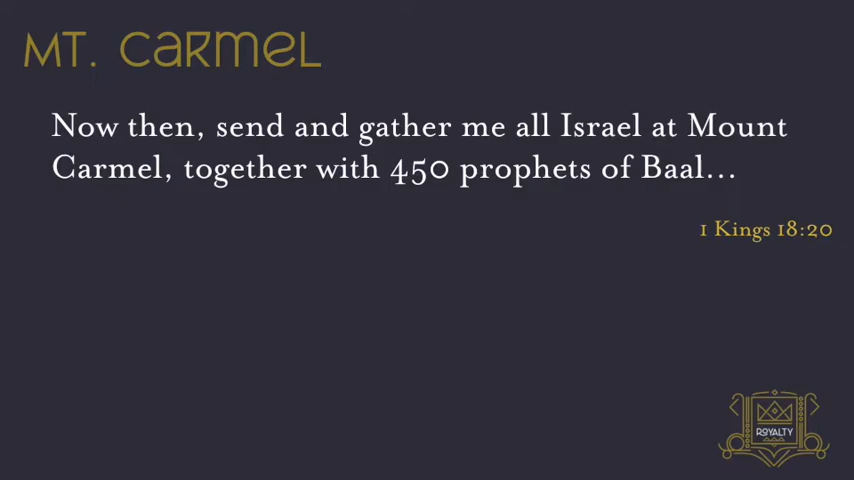 MT. CARMEL
Now then, send and gather me all Israel at Mount
Carmel, together with 450 prophets of Baal...
1 Kings 18:20
ROYALTY